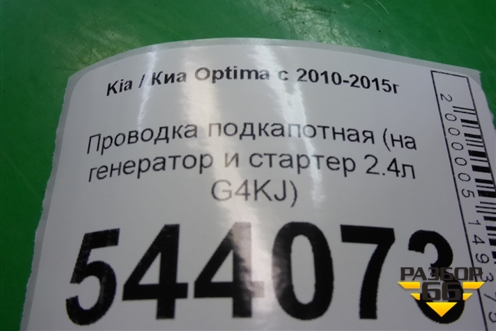 Kia / Киа Optima с 2010-2015г
Проводка подкапотная (на
генератор и стартер 2.4л
G4KJ)
544073
РАЗБОР
66